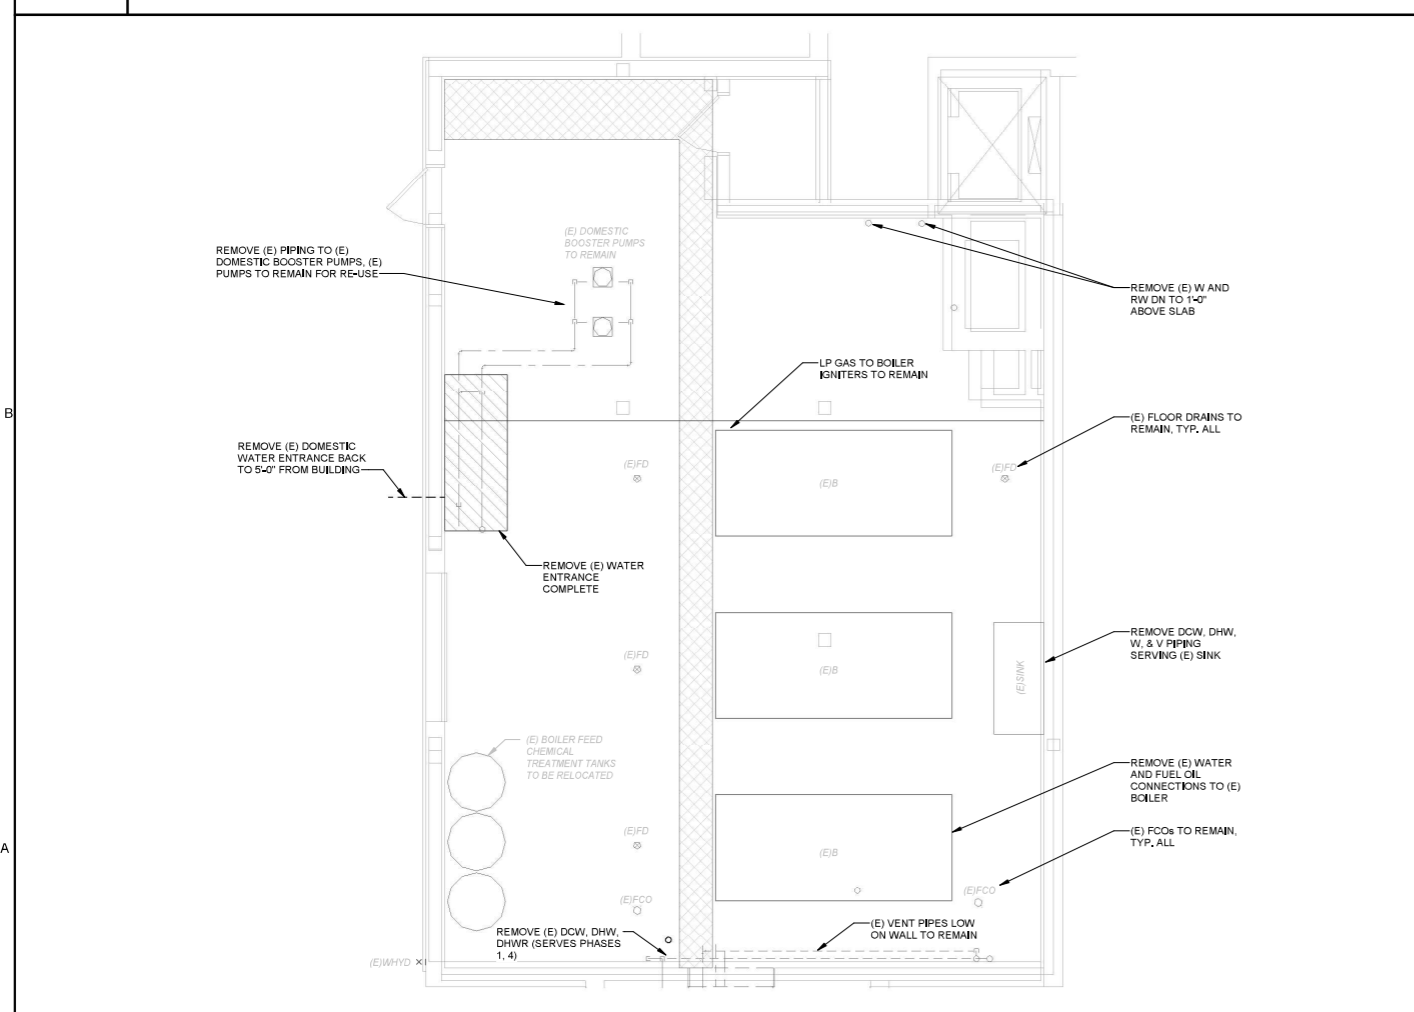 (E) DOMESTIC
BOOSTER PUMPS
TO REMAIN
REMOVE (E) PIPING TO (E)
DOMESTIC BOOSTER PUMPS, (E)
PUMPS TO REMAIN FOR RE-USE
REMOVE (E) W AND
RW DN TO 1'-0"
ABOVE SLAB
LP GAS TO BOILER
IGNITERS TO REMAIN
B
(E) FLOOR DRAINS TO
REMAIN, TYP. ALL
REMOVE (E) DOMESTIC
WATER ENTRANCE BACK
TO 5'-0" FROM BUILDING
(E)FD
(E)B
(E)FD
REMOVE (E) WATER
ENTRANCE
COMPLETE
REMOVE DCW, DHW,
W, & V PIPING
SERVING (E) SINK
(E)FD
(E)B
(E)SINK
(E) BOILER FEED
CHEMICAL
TREATMENT TANKS
TO BE RELOCATED
REMOVE (E) WATER
AND FUEL OIL
CONNECTIONS TO (E)
BOILER
A
(E)FD
(E)B
(E) FCOs TO REMAIN,
TYP. ALL
(E)FCO
(E)FCO
REMOVE (E) DCW, DHW,
DHWR (SERVES PHASES
1, 4)
(E) VENT PIPES LOW
ON WALL TO REMAIN
(E)WHYD